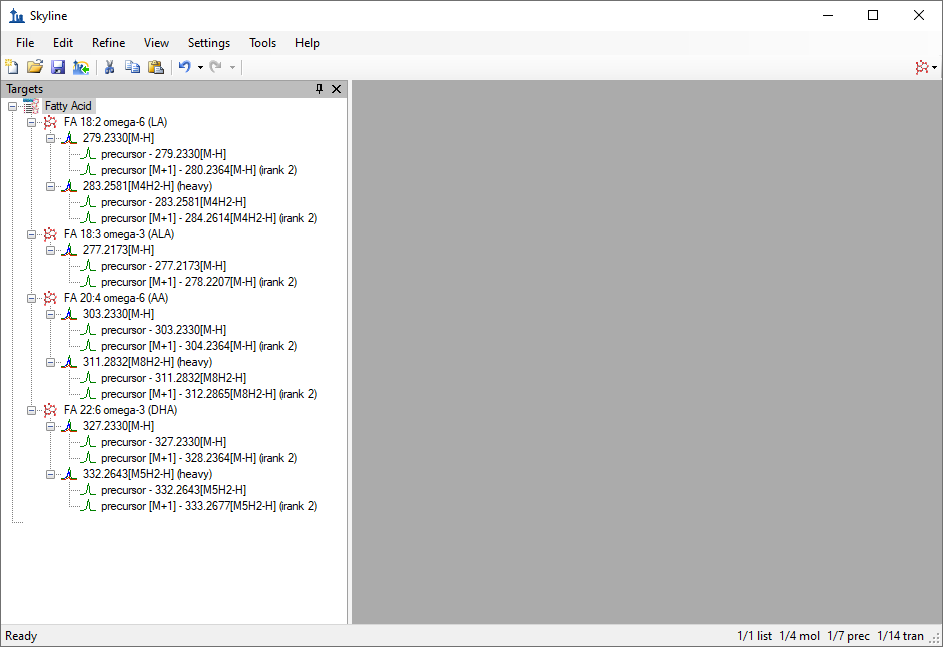 Skyline
File Edit Refine View Settings Tools Help
Targets
Fatty Acid
FA 18:2 omega-6 (LA)
279.2330[M-H]
precursor - 279.2330[M-H]
precursor [M+1] - 280.2364[M-H] (irank 2)
283.2581[M4H2-H] (heavy)
precursor - 283.2581[M4H2-H]
precursor [M+1] - 284.2614[M4H2-H] (irank 2)
FA 18:3 omega-3 (ALA)
277.2173[M-H]
precursor - 277.2173[M-H]
precursor [M+1] - 278.2207[M-H] (irank 2)
FA 20:4 omega-6 (AA)
303.2330[M-H]
precursor - 303.2330[M-H]
precursor [M+1] - 304.2364[M-H] (irank 2)
311.2832[M8H2-H] (heavy)
precursor - 311.2832[M8H2-H]
precursor [M+1] - 312.2865[M8H2-H] (irank 2)
FA 22:6 omega-3 (DHA)
327.2330[M-H]
precursor - 327.2330[M-H]
precursor [M+1] - 328.2364[M-H] (irank 2)
332.2643[M5H2-H] (heavy)
precursor - 332.2643[M5H2-H]
precursor [M+1] - 333.2677[M5H2-H] (irank 2)
Ready 1/1 list 1/4 mol 1/7 prec 1/14 tran